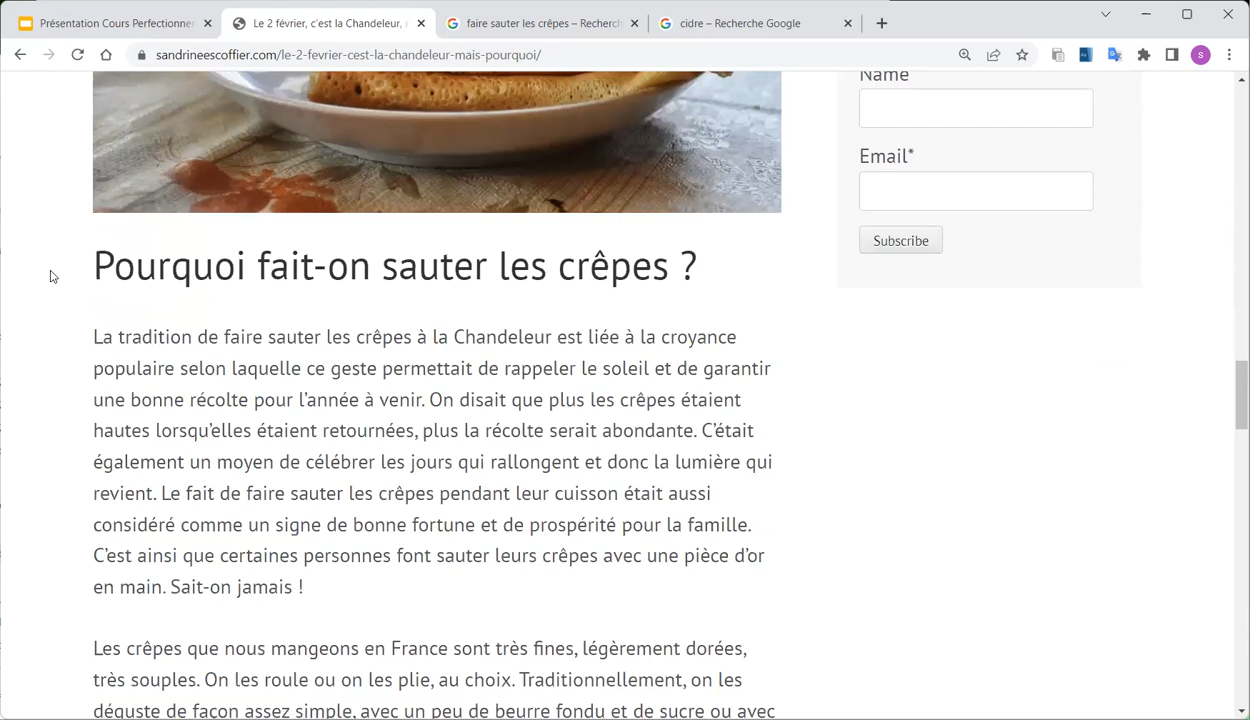 Présentation Cours Perfectionner
Le 2 février, c'est la Chandeleur,
faire sauter les crêpes – Recherch
cidre – Recherche Google
sandrineescoffier.com/le-2-fevrier-cest-la-chandeleur-mais-pourquoi/
S
Name
Email*
Subscribe
Pourquoi fait-on sauter les crêpes ?
La tradition de faire sauter les crêpes à la Chandeleur est liée à la croyance
populaire selon laquelle ce geste permettait de rappeler le soleil et de garantir
une bonne récolte pour l'année à venir. On disait que plus les crêpes étaient
hautes lorsqu'elles étaient retournées, plus la récolte serait abondante. C'était
également un moyen de célébrer les jours qui rallongent et donc la lumière qui
revient. Le fait de faire sauter les crêpes pendant leur cuisson était aussi
considéré comme un signe de bonne fortune et de prospérité pour la famille.
C'est ainsi que certaines personnes font sauter leurs crêpes avec une pièce d'or
en main. Sait-on jamais !
Les crêpes que nous mangeons en France sont très fines, légèrement dorées,
très souples. On les roule ou on les plie, au choix. Traditionnellement, on les
déguste de façon assez simple, avec un peu de beurre fondu et de sucre ou avec